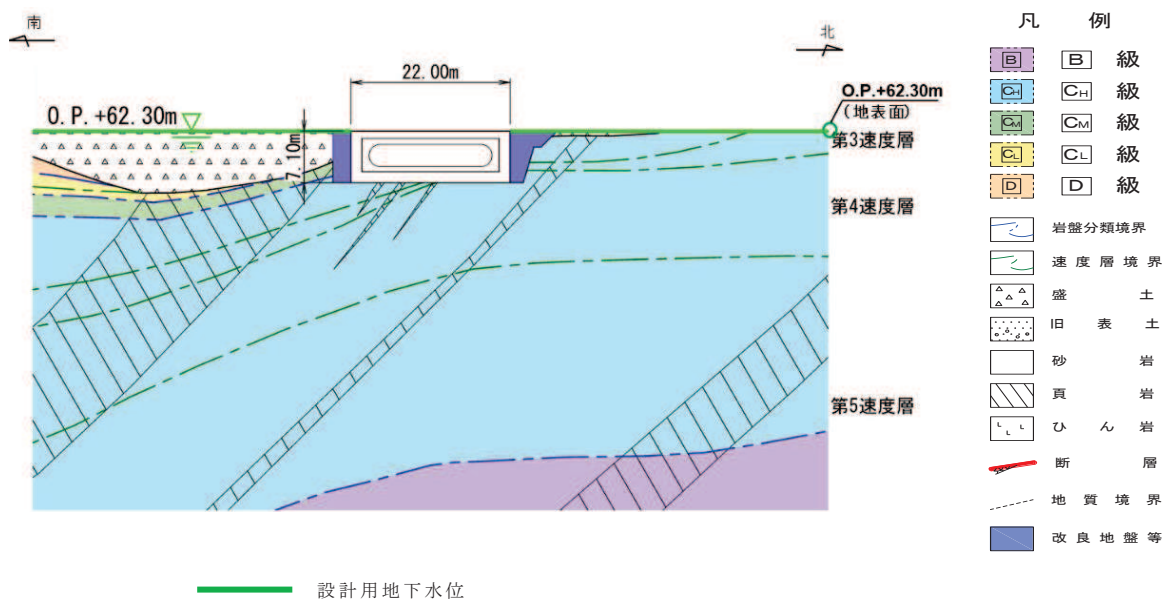 南
北
22.00m
O.P.+62.30m
7.10m
O.P.+62.30m
(地表面)
第3速度層
第4速度層
第5速度層
凡 例
B B 級
CH CH 級
CM CM 級
CL CL 級
D D 級
岩盤分類境界
速度層境界
盛土
旧表土
砂岩
頁岩
ひん岩
断層
地質境界
改良地盤等
設計用地下水位